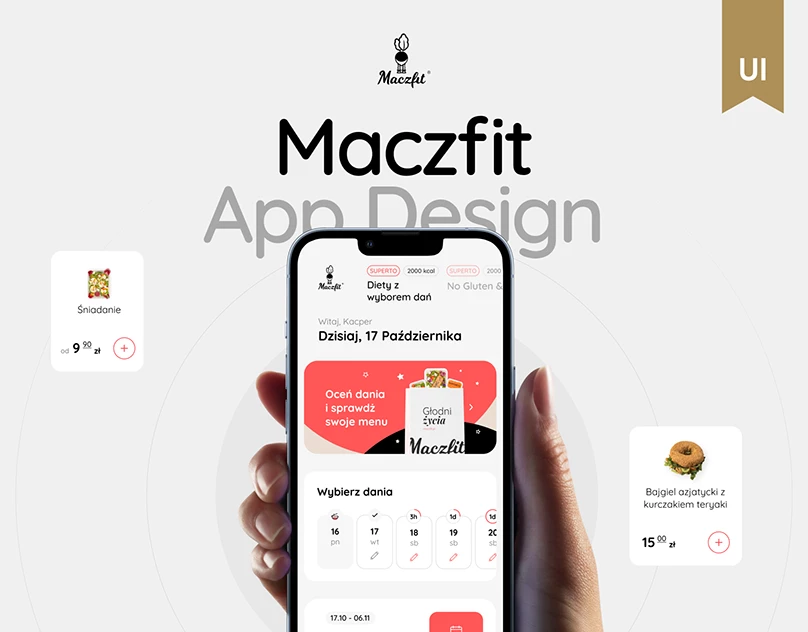 Maczfit
UI
Maczfit
App Design
Maczfit
SUPERTO
2000 kcal
Diety z
wyborem dań
SUPERTO
2000
No Gluten &
Witaj, Kacper
Dzisiaj, 17 Października
Oceń dania
i sprawdź
swoje menu
Głodni
życia
Maczfit
Śniadanie
od 9 90 zł
+
Wybierz dania
16
pn
17
wt
3h
18
sb
1d
19
sb
1d
20
sb
Bajgiel azjatycki z
kurczakiem teryaki
15 00 zł
+
17.10 - 06.11